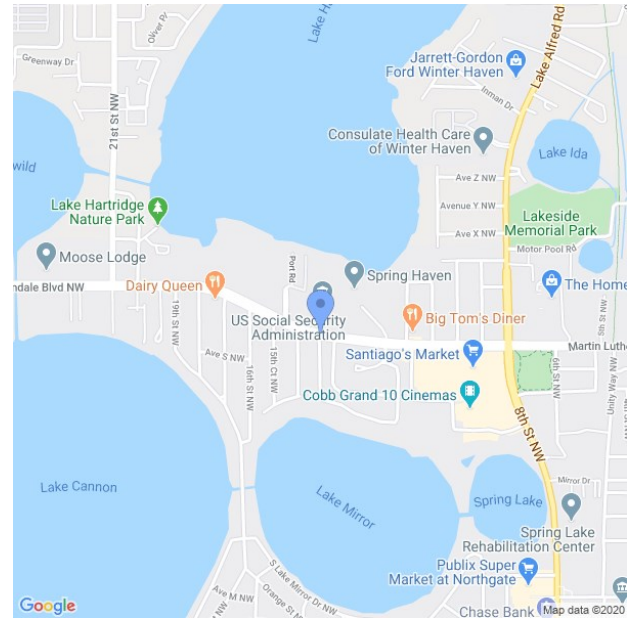 Oliver Pl
Greenway Dr
21st St NW
Lake H
Jarrett-Gordon
Ford Winter Haven
Lake Alfred Rd
Inman Dr
Consulate Health Care
of Winter Haven
Lake Ida
wild
Ave Z NW
Lake Hartridge
Nature Park
Avenue Y NW
Lakeside
Memorial Park
Ave X NW
Motor Pool R
Moose Lodge
Port Rd
Spring Haven
Dairy Queen
The Home
ndale Blvd NW
5th St NW
19th St NW
US Social Security
Administration
Big Tom's Diner
Santiago's Market
Martin Luthe
Ave S NW
16th St NW
15th Ct NW
6th St NW
Unity Way NW
Cobb Grand 10 Cinemas
8th St NW
Lake Cannon
Lake Mirror
Mirror Dr
Spring Lake
Spring Lake
Rehabilitation Center
S Lake Mirror Dr NW
Publix Super
Market at Northgate
Ave M NW
Orange St N
Google
Chase Bank
Map data ©2020